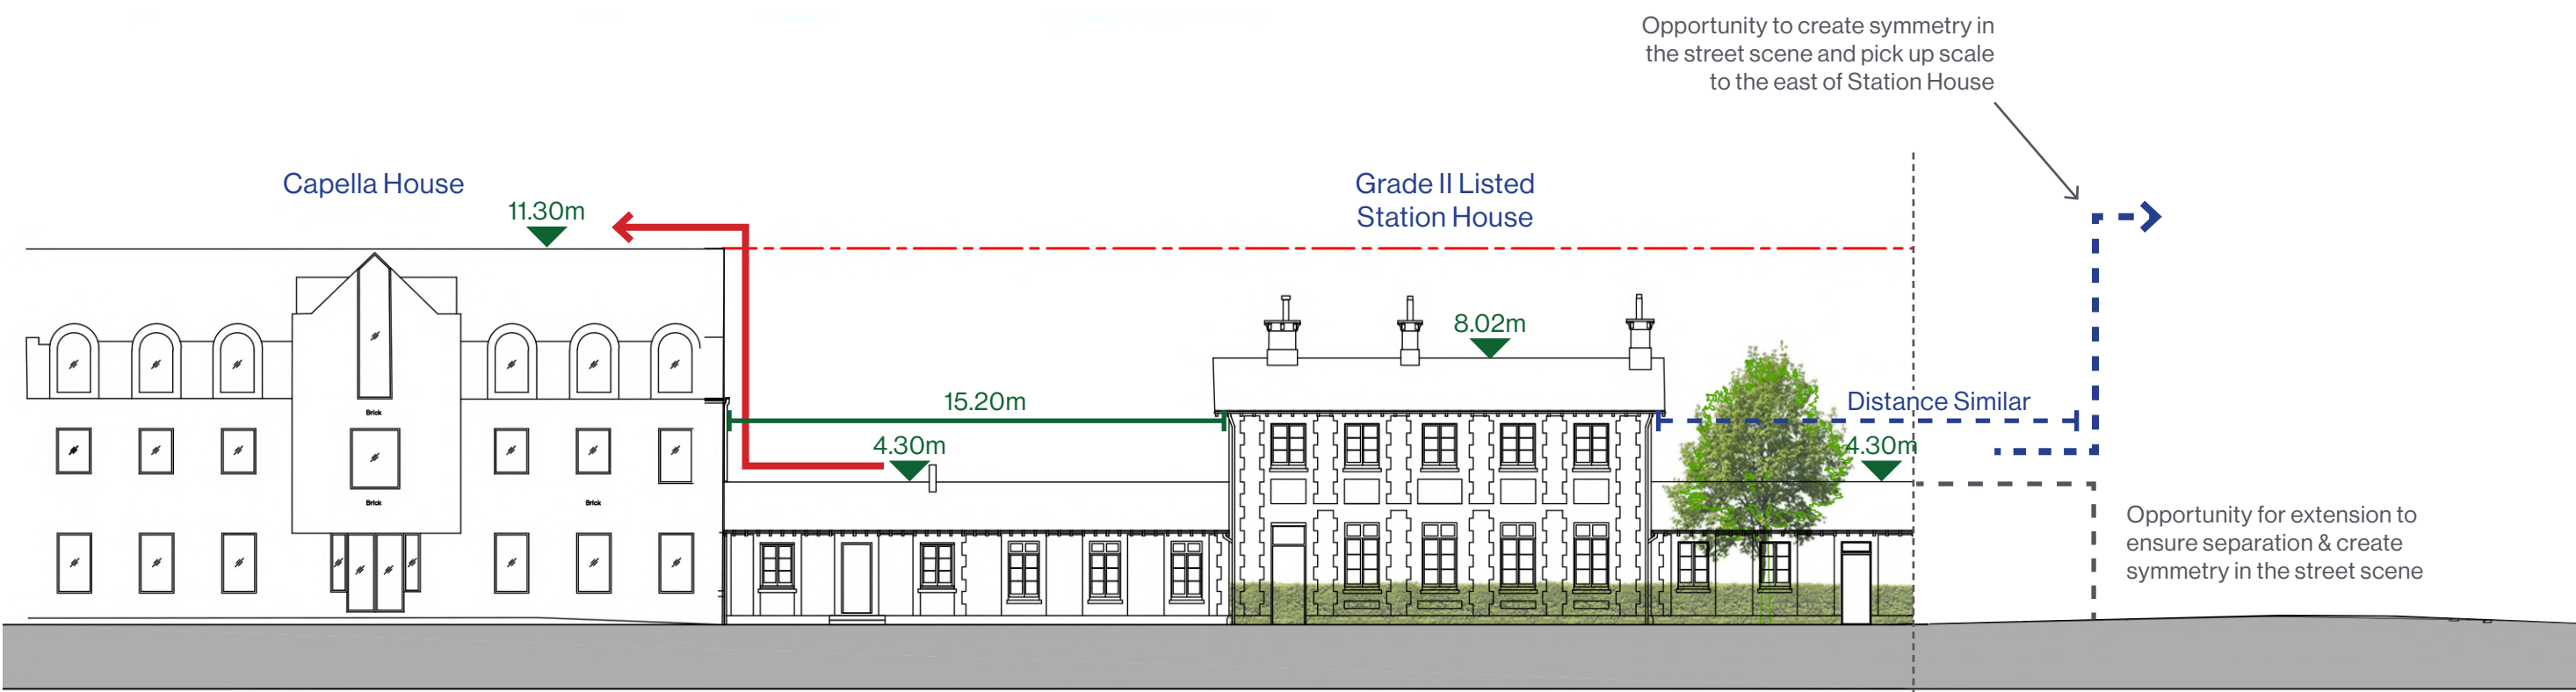 Opportunity to create symmetry in
the street scene and pick up scale
to the east of Station House
Capella House
11.30m
Grade II Listed
Station House
8.02m
15.20m
4.30m
Distance Similar
4.30m
Brick
Brick
Brick
Opportunity for extension to
ensure separation & create
symmetry in the street scene